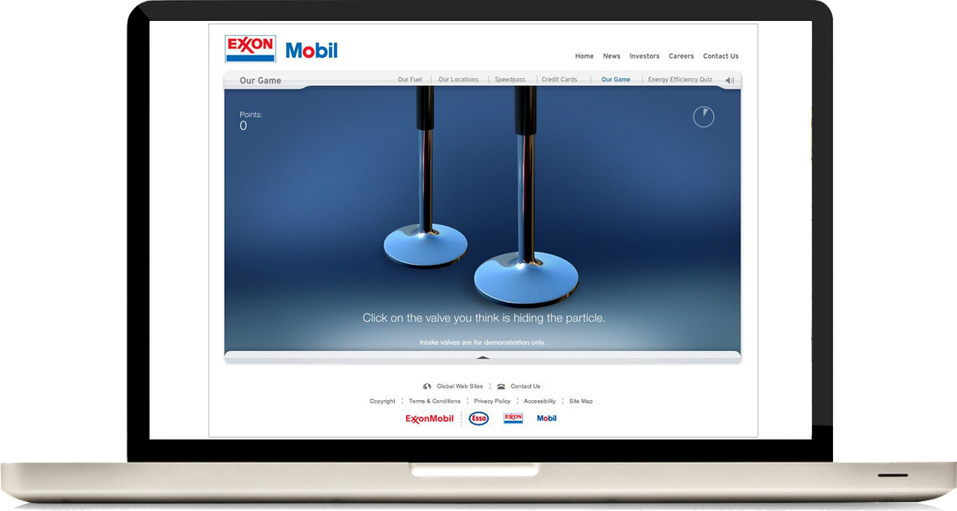 EXXON Mobil
Home News Investors Careers Contact Us
Our Game Our Fuel Our Locations Speedpass Credit Cards Our Game Energy Efficiency Quiz
Points:
0
Click on the valve you think is hiding the particle.
Intake valves are for demonstration only.
Global Web Sites Contact Us
Copyright Terms & Conditions Privacy Policy Accessibility Site Map
ExxonMobil Esso EXXON Mobil